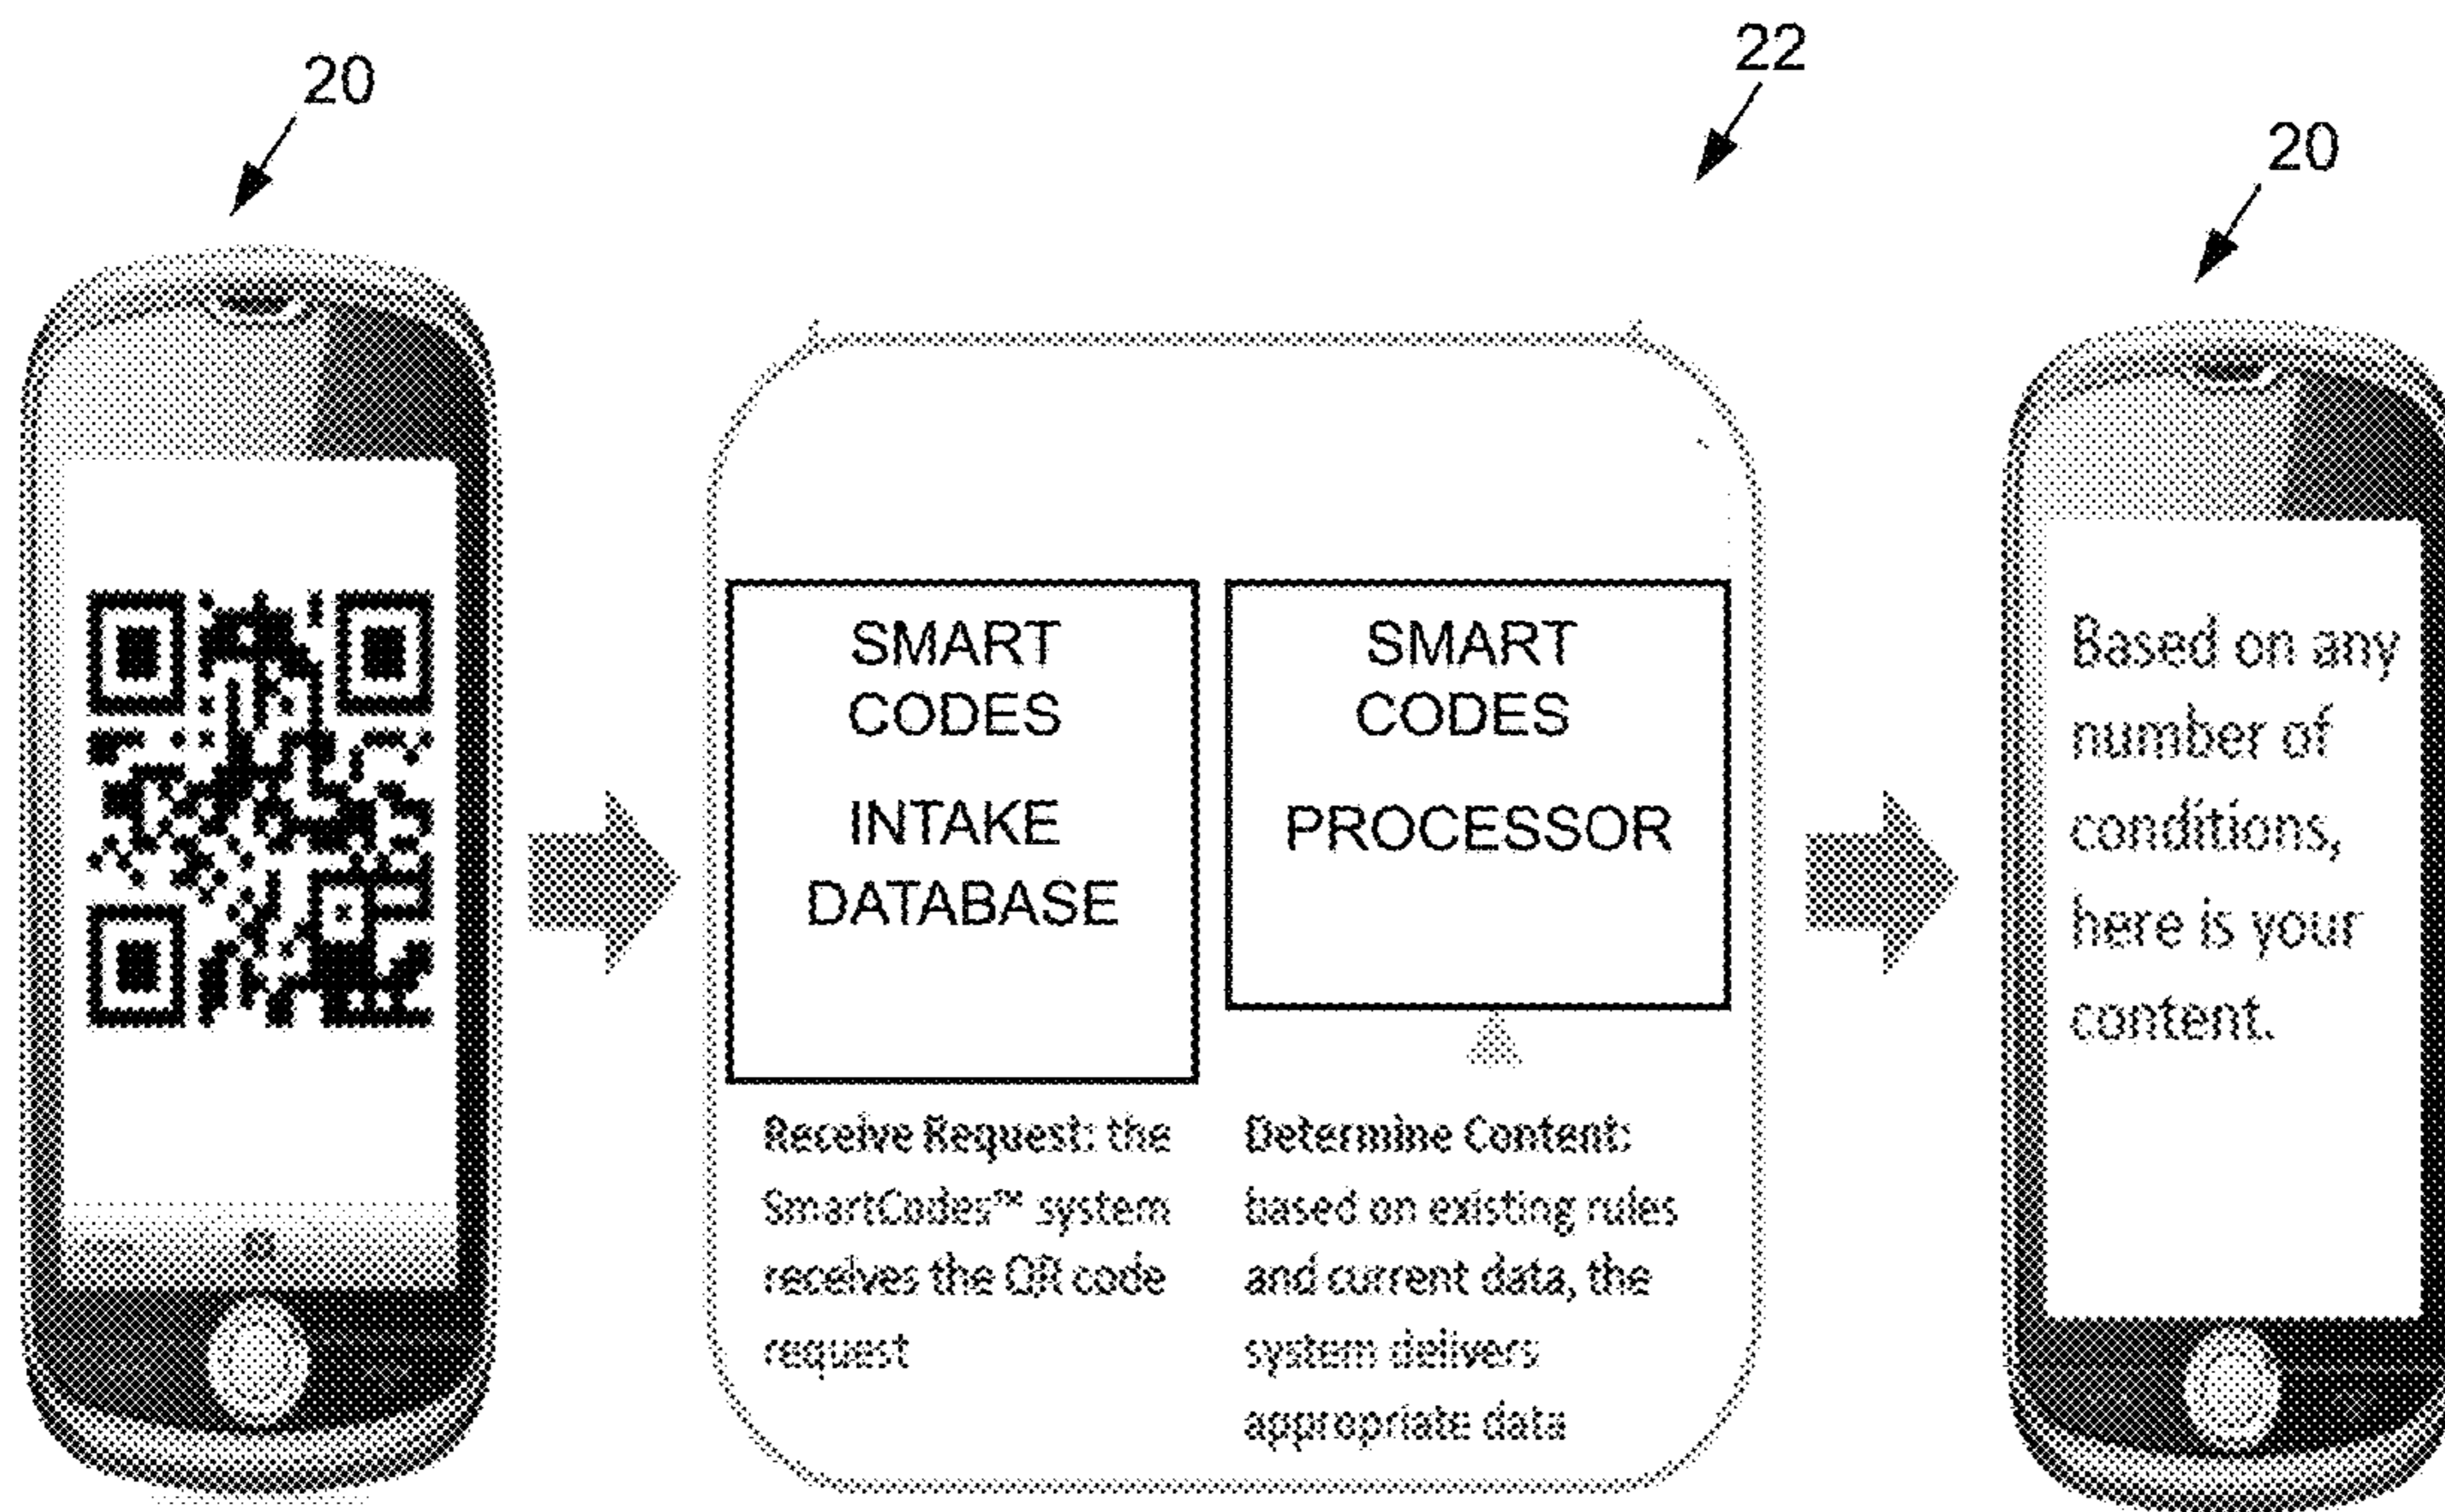 20
22
20
SMART
CODES
INTAKE
DATABASE
SMART
CODES
PROCESSOR
Receive Request: the
SmartCodes™ system
receives the QR code
request
Determine Content:
based on existing rules
and current data, the
system delivers
appropriate data
Based on any
number of
conditions,
here is your
content.